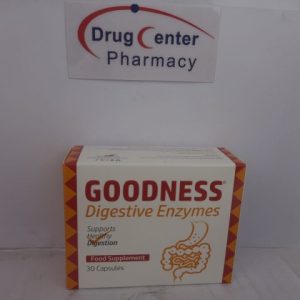 Drug Center
Pharmacy
GOODNESS®
Digestive Enzymes
Supports
Healthy
Digestion
Food Supplement
30 Capsules